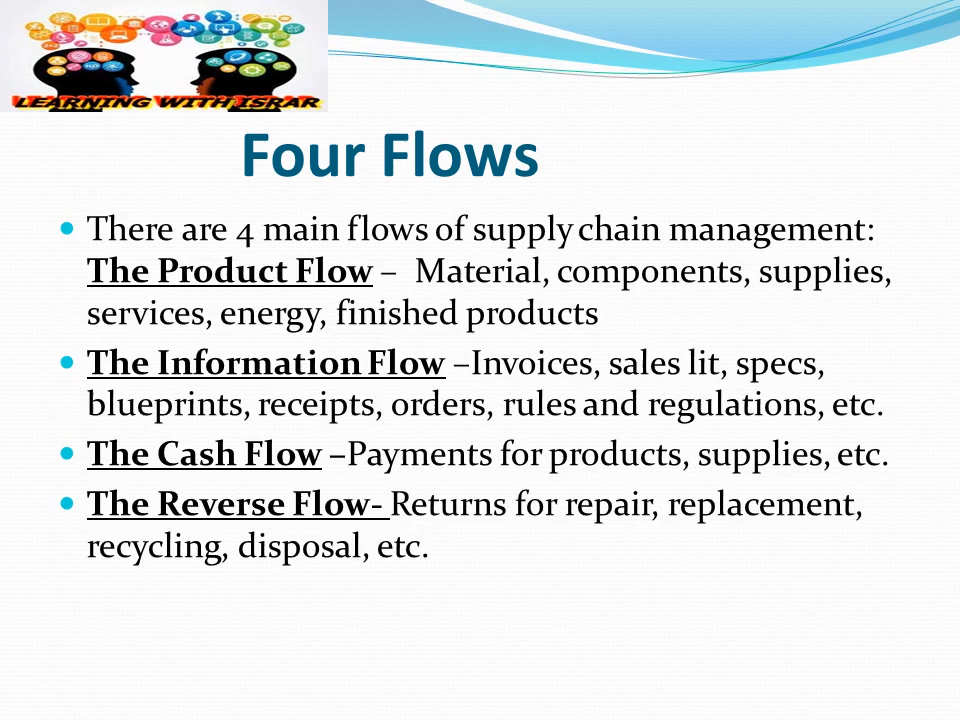 LEARNING WITH ISRAR
Four Flows
There are 4 main flows of supply chain management:
The Product Flow – Material, components, supplies,
services, energy, finished products
The Information Flow –Invoices, sales lit, specs,
blueprints, receipts, orders, rules and regulations, etc.
The Cash Flow –Payments for products, supplies, etc.
The Reverse Flow- Returns for repair, replacement,
recycling, disposal, etc.